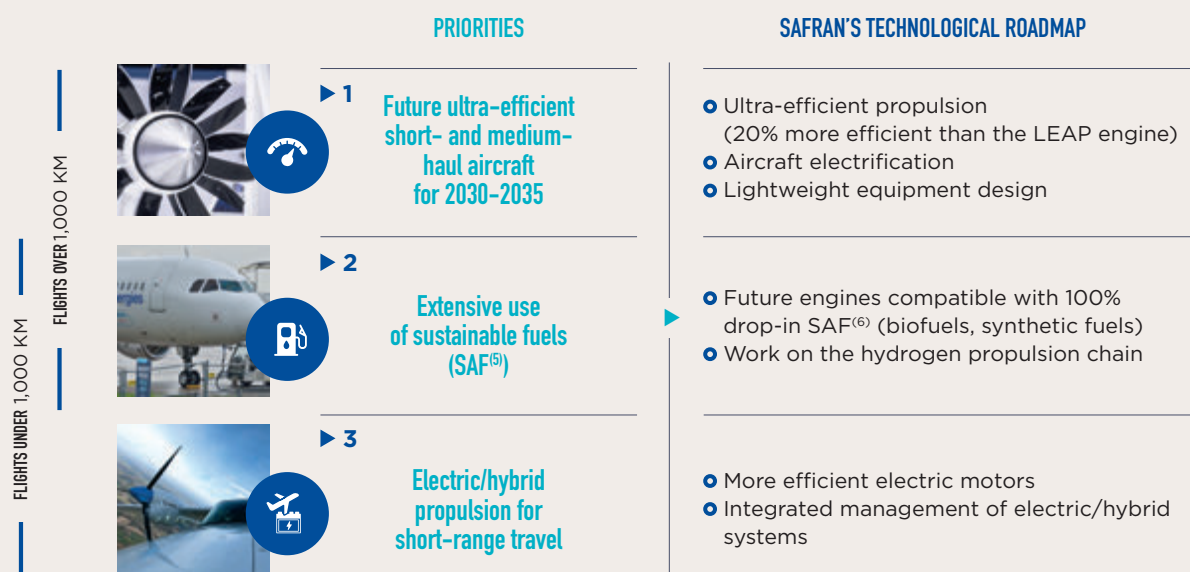 PRIORITIES
SAFRAN'S TECHNOLOGICAL ROADMAP
FLIGHTS OVER 1,000 KM
FLIGHTS UNDER 1,000 KM
1
Future ultra-efficient
short- and medium-
haul aircraft
for 2030-2035
Ultra-efficient propulsion
(20% more efficient than the LEAP engine)
Aircraft electrification
Lightweight equipment design
2
Extensive use
of sustainable fuels
(SAF⁽⁵⁾)
Future engines compatible with 100%
drop-in SAF⁽⁶⁾ (biofuels, synthetic fuels)
Work on the hydrogen propulsion chain
3
Electric/hybrid
propulsion for
short-range travel
More efficient electric motors
Integrated management of electric/hybrid
systems